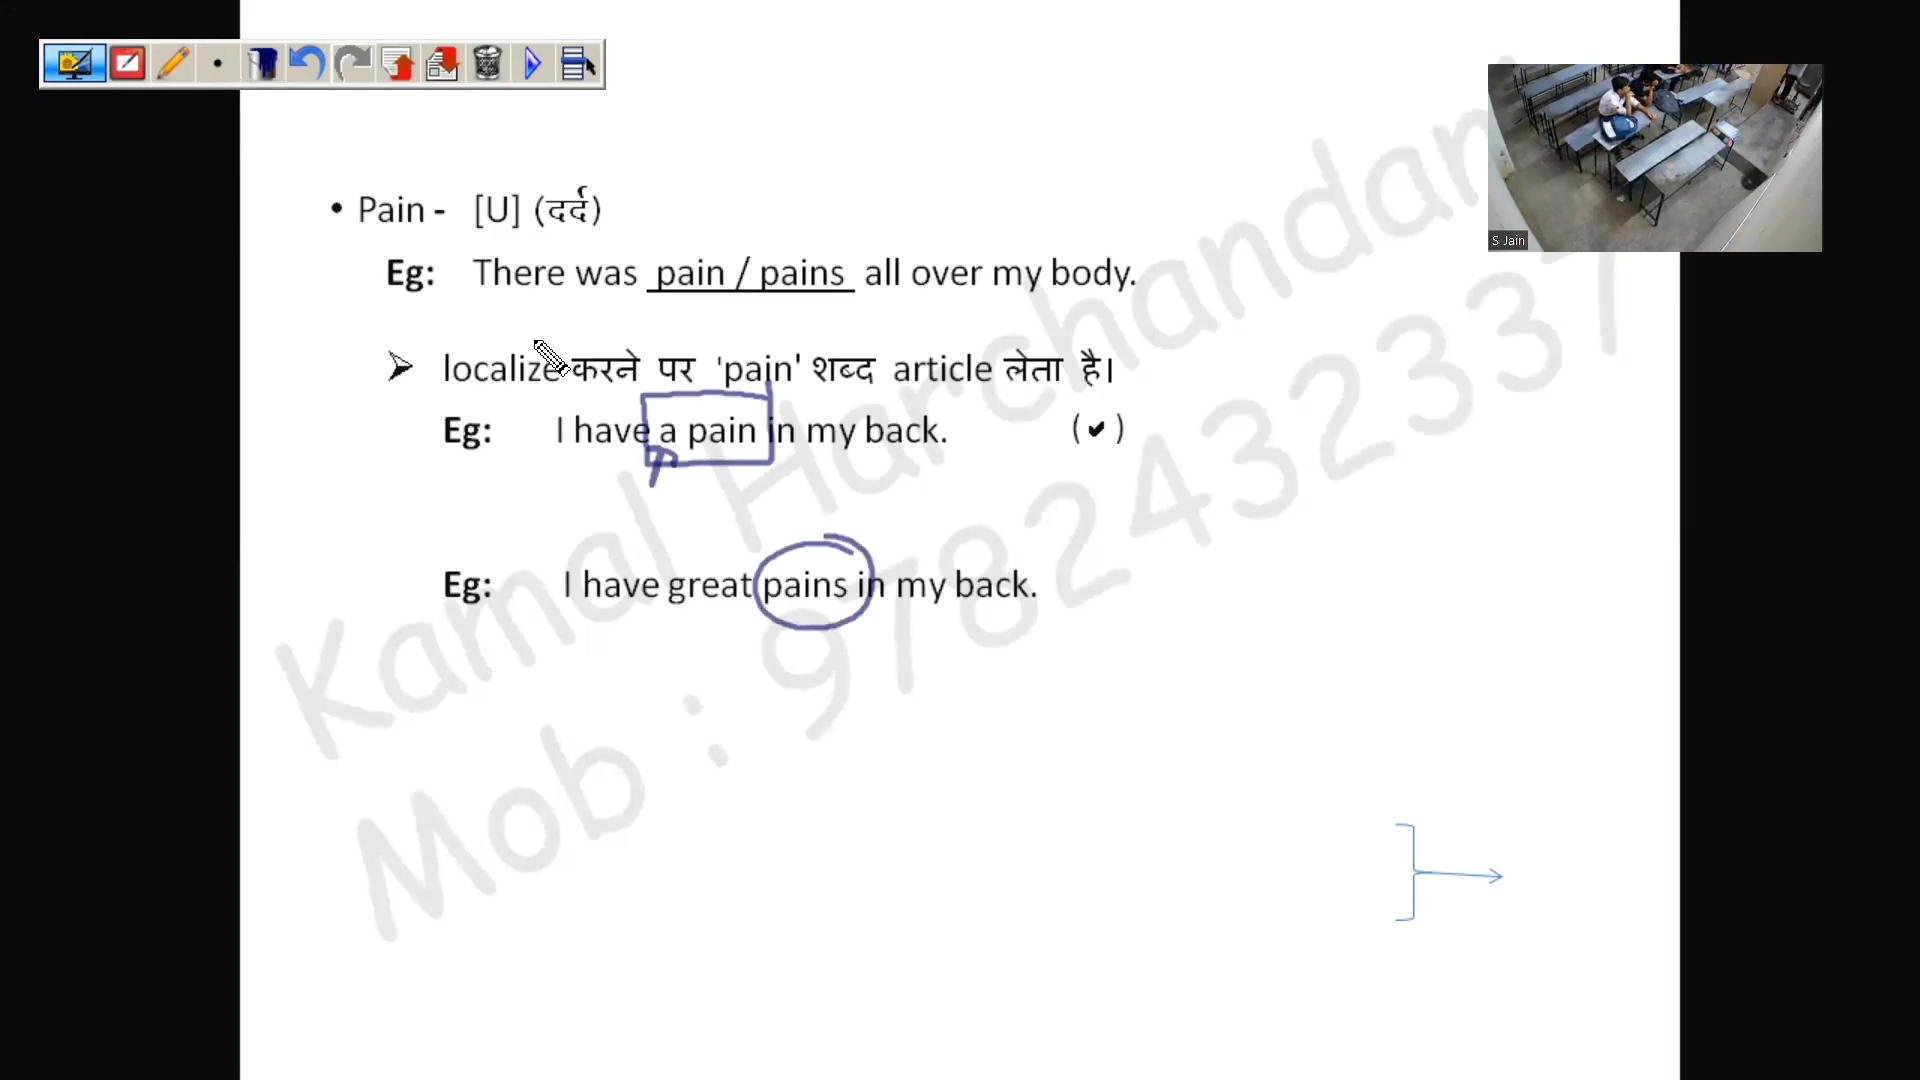 S Jain
• Pain - [U] (दर्द)
Eg: There was pain / pains all over my body.
➢ localize करने पर 'pain' शब्द article लेता है।
Eg: I have a pain in my back. (✔)
Eg: I have great pains in my back.
Kamal Harchandani
Mob : 9782432337